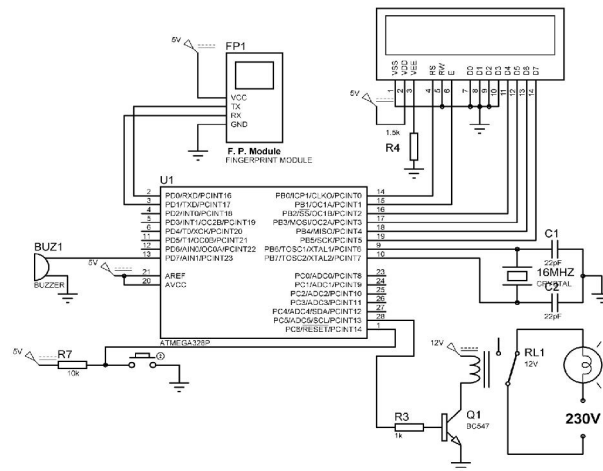 5V
FP1
VCC
TX
RX
GND
F. P. Module
FINGERPRINT MODULE
VSS
VDD
VEE
RS
RW
E
D0
D1
D2
D3
D4
D5
D6
D7
1
2
3
4
5
6
7
8
9
10
11
12
13
14
5V
1.5k
R4
U1
2 PD0/RXD/PCINT16
3 PD1/TXD/PCINT17
4 PD2/INT0/PCINT18
5 PD3/INT1/OC2B/PCINT19
6 PD4/T0/XCK/PCINT20
11 PD5/T1/OC0B/PCINT21
12 PD6/AIN0/OC0A/PCINT22
13 PD7/AIN1/PCINT23
21 AREF
20 AVCC
PB0/ICP1/CLKO/PCINT0 14
PB1/OC1A/PCINT1 15
PB2/SS/OC1B/PCINT2 16
PB3/MOSI/OC2A/PCINT3 17
PB4/MISO/PCINT4 18
PB5/SCK/PCINT5 19
PB6/TOSC1/XTAL1/PCINT6 9
PB7/TOSC2/XTAL2/PCINT7 10
PC0/ADC0/PCINT8 23
PC1/ADC1/PCINT9 24
PC2/ADC2/PCINT10 25
PC3/ADC3/PCINT11 26
PC4/ADC4/SDA/PCINT12 27
PC5/ADC5/SCL/PCINT13 28
PC6/RESET/PCINT14 1
ATMEGA328P
BUZ1
BUZZER
5V
C1
22pF
16MHZ
CRYSTAL
C2
22pF
5V
R7
10k
12V
RL1
12V
R3
1k
Q1
BC547
230V